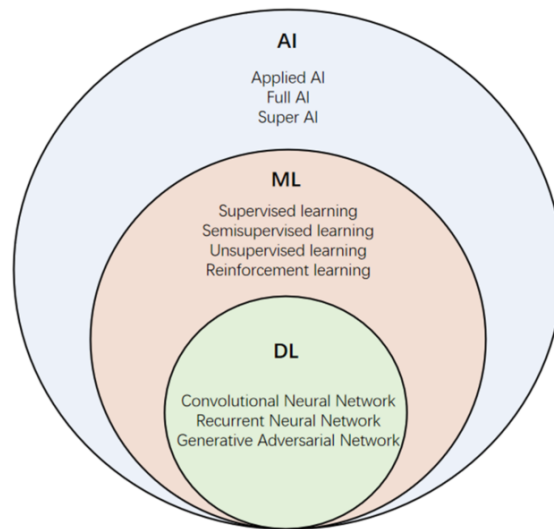 AI
Applied AI
Full AI
Super AI
ML
Supervised learning
Semisupervised learning
Unsupervised learning
Reinforcement learning
DL
Convolutional Neural Network
Recurrent Neural Network
Generative Adversarial Network